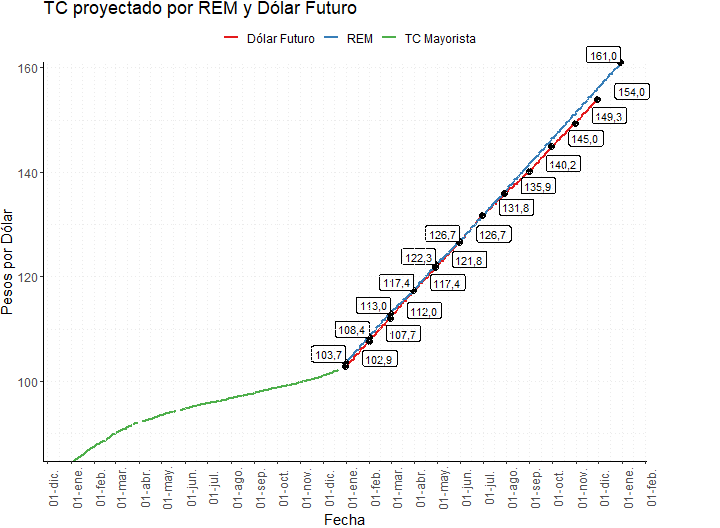 TC proyectado por REM y Dólar Futuro
Dólar Futuro REM TC Mayorista
Pesos por Dólar
160
140
120
100
161,0
154,0
149,3
145,0
140,2
135,9
131,8
126,7
126,7
122,3
121,8
117,4
117,4
113,0
112,0
108,4
107,7
103,7
102,9
01-dic.
01-ene.
01-feb.
01-mar.
01-abr.
01-may.
01-jun.
01-jul.
01-ago.
01-sep.
01-oct.
01-nov.
01-dic.
01-ene.
01-feb.
01-mar.
01-abr.
01-may.
01-jun.
01-jul.
01-ago.
01-sep.
01-oct.
01-nov.
01-dic.
01-ene.
01-feb.
Fecha